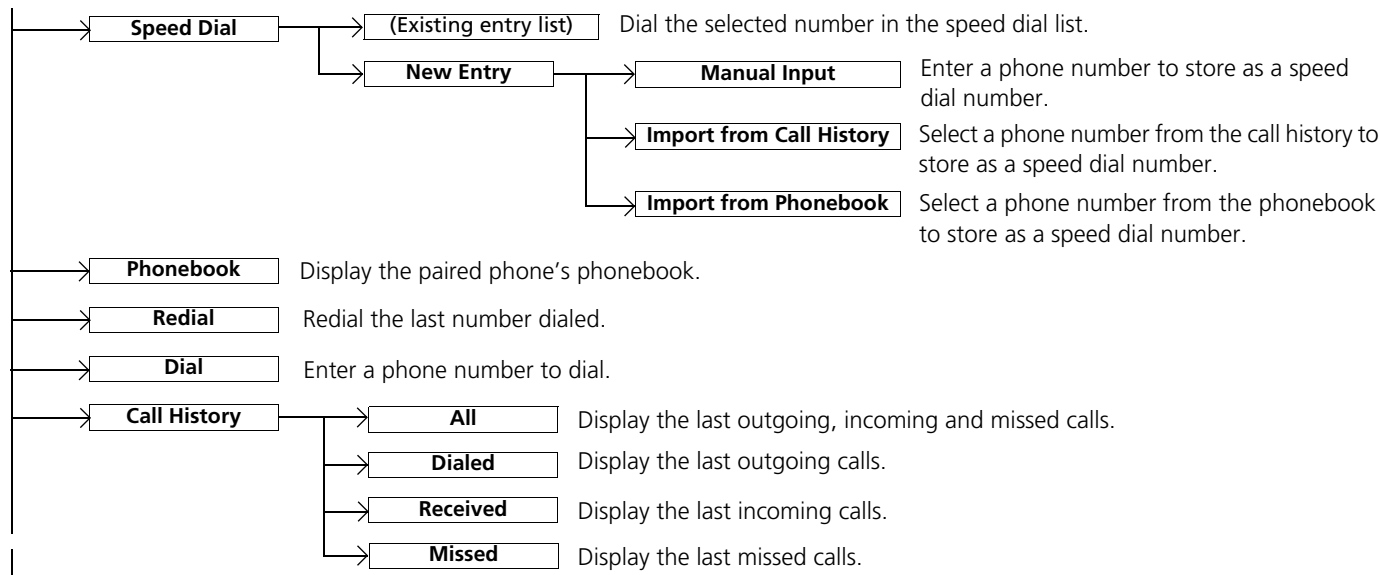 Speed Dial
(Existing entry list)
Dial the selected number in the speed dial list.
New Entry
Manual Input
Enter a phone number to store as a speed
dial number.
Import from Call History
Select a phone number from the call history to
store as a speed dial number.
Import from Phonebook
Select a phone number from the phonebook
to store as a speed dial number.
Phonebook
Display the paired phone’s phonebook.
Redial
Redial the last number dialed.
Dial
Enter a phone number to dial.
Call History
All
Display the last outgoing, incoming and missed calls.
Dialed
Display the last outgoing calls.
Received
Display the last incoming calls.
Missed
Display the last missed calls.